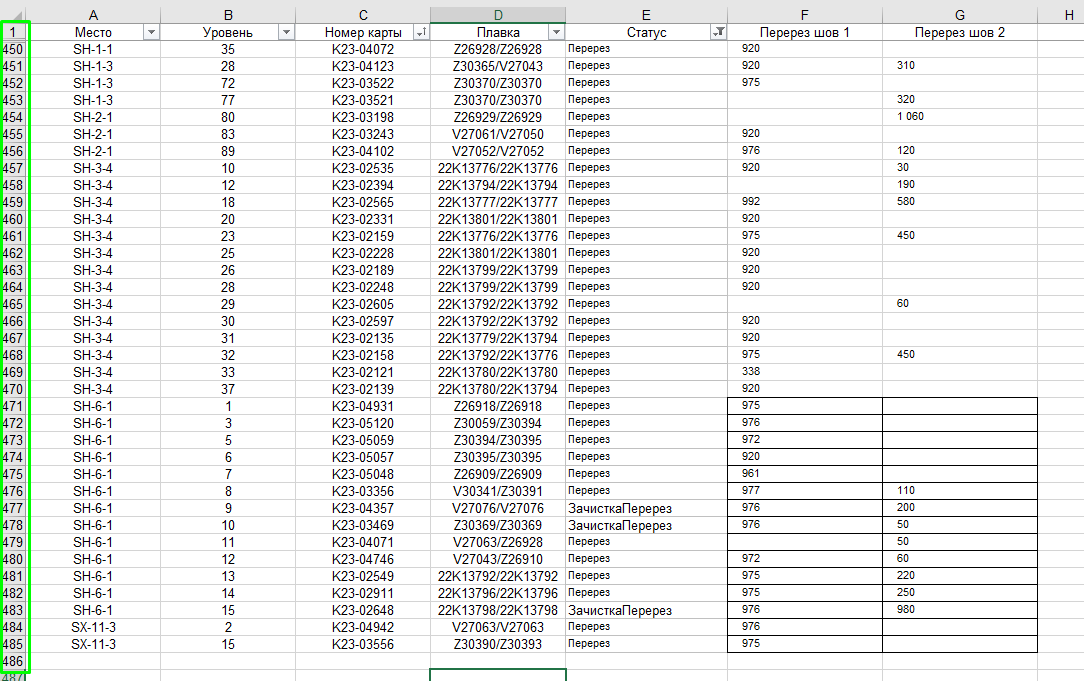 A B C D E F G H
1 Место Уровень Номер карты Плавка Статус Перерез шов 1 Перерез шов 2
450 SH-1-1 35 K23-04072 Z26928/Z26928 Перерез 920
451 SH-1-3 28 K23-04123 Z30365/V27043 Перерез 920 310
452 SH-1-3 72 K23-03522 Z30370/Z30370 Перерез 975
453 SH-1-3 77 K23-03521 Z30370/Z30370 Перерез 320
454 SH-2-1 80 K23-03198 Z26929/Z26929 Перерез 1 060
455 SH-2-1 83 K23-03243 V27061/V27050 Перерез 920
456 SH-2-1 89 K23-04102 V27052/V27052 Перерез 976 120
457 SH-3-4 10 K23-02535 22K13776/22K13776 Перерез 920 30
458 SH-3-4 12 K23-02394 22K13794/22K13794 Перерез 190
459 SH-3-4 18 K23-02565 22K13777/22K13777 Перерез 992 580
460 SH-3-4 20 K23-02331 22K13801/22K13801 Перерез 920
461 SH-3-4 23 K23-02159 22K13776/22K13776 Перерез 975 450
462 SH-3-4 25 K23-02228 22K13801/22K13801 Перерез 920
463 SH-3-4 26 K23-02189 22K13799/22K13799 Перерез 920
464 SH-3-4 28 K23-02248 22K13799/22K13799 Перерез 920
465 SH-3-4 29 K23-02605 22K13792/22K13792 Перерез 60
466 SH-3-4 30 K23-02597 22K13792/22K13792 Перерез 920
467 SH-3-4 31 K23-02135 22K13779/22K13794 Перерез 920
468 SH-3-4 32 K23-02158 22K13792/22K13776 Перерез 975 450
469 SH-3-4 33 K23-02121 22K13780/22K13780 Перерез 338
470 SH-3-4 37 K23-02139 22K13780/22K13794 Перерез 920
471 SH-6-1 1 K23-04931 Z26918/Z26918 Перерез 975
472 SH-6-1 3 K23-05120 Z30059/Z30394 Перерез 976
473 SH-6-1 5 K23-05059 Z30394/Z30395 Перерез 972
474 SH-6-1 6 K23-05057 Z30395/Z30395 Перерез 920
475 SH-6-1 7 K23-05048 Z26909/Z26909 Перерез 961
476 SH-6-1 8 K23-03356 V30341/Z30391 Перерез 977 110
477 SH-6-1 9 K23-04357 V27076/V27076 ЗачисткаПеререз 976 200
478 SH-6-1 10 K23-03469 Z30369/Z30369 ЗачисткаПеререз 976 50
479 SH-6-1 11 K23-04071 V27063/Z26928 Перерез 50
480 SH-6-1 12 K23-04746 V27043/Z26910 Перерез 972 60
481 SH-6-1 13 K23-02549 22K13792/22K13792 Перерез 975 220
482 SH-6-1 14 K23-02911 22K13796/22K13796 Перерез 975 250
483 SH-6-1 15 K23-02648 22K13798/22K13798 ЗачисткаПеререз 976 980
484 SX-11-3 2 K23-04942 V27063/V27063 Перерез 976
485 SX-11-3 15 K23-03556 Z30390/Z30393 Перерез 975
486
487